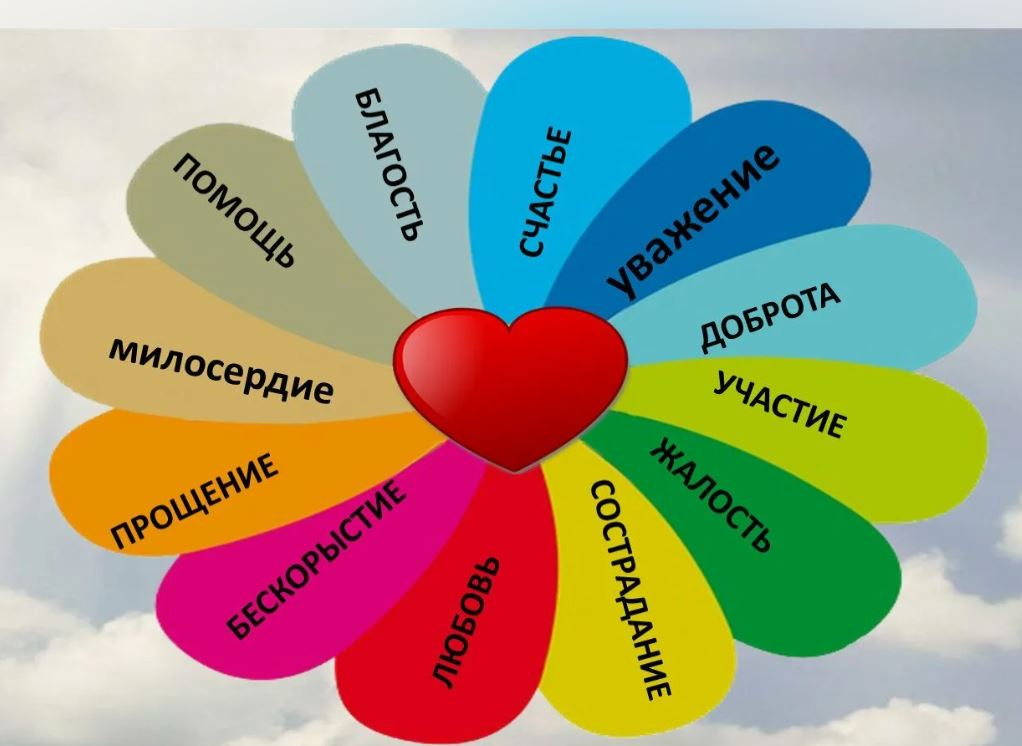 БЛАГОСТЬ
СЧАСТЬЕ
уважение
ДОБРОТА
УЧАСТИЕ
ЖАЛОСТЬ
СОСТРАДАНИЕ
ЛЮБОВЬ
БЕСКОРЫСТИЕ
ПРОЩЕНИЕ
милосердие
ПОМОЩЬ